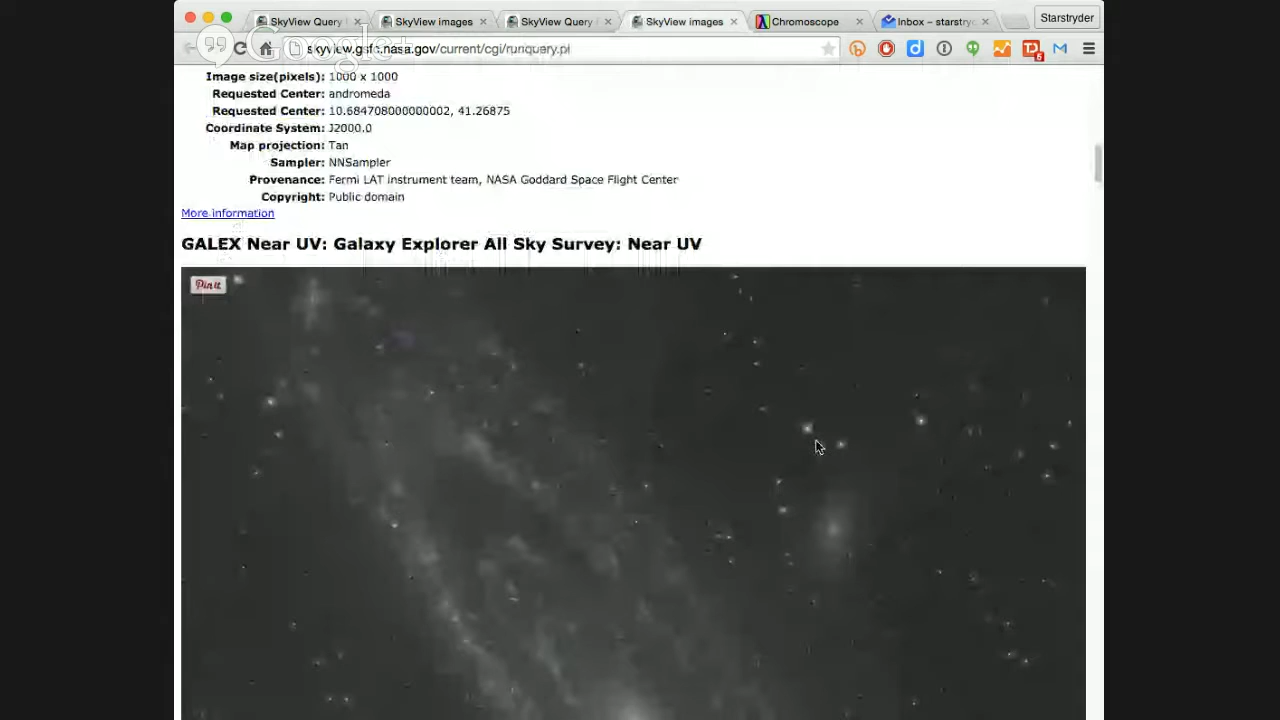 SkyView Query
SkyView images
SkyView Query
SkyView images
Chromoscope
Inbox – starstryc
Starstryder
Google+
skyview.gsfc.nasa.gov/current/cgi/runquery.pl
Image size(pixels): 1000 x 1000
Requested Center: andromeda
Requested Center: 10.684708000000002, 41.26875
Coordinate System: J2000.0
Map projection: Tan
Sampler: NNSampler
Provenance: Fermi LAT instrument team, NASA Goddard Space Flight Center
Copyright: Public domain
More information
GALEX Near UV: Galaxy Explorer All Sky Survey: Near UV
Pin it